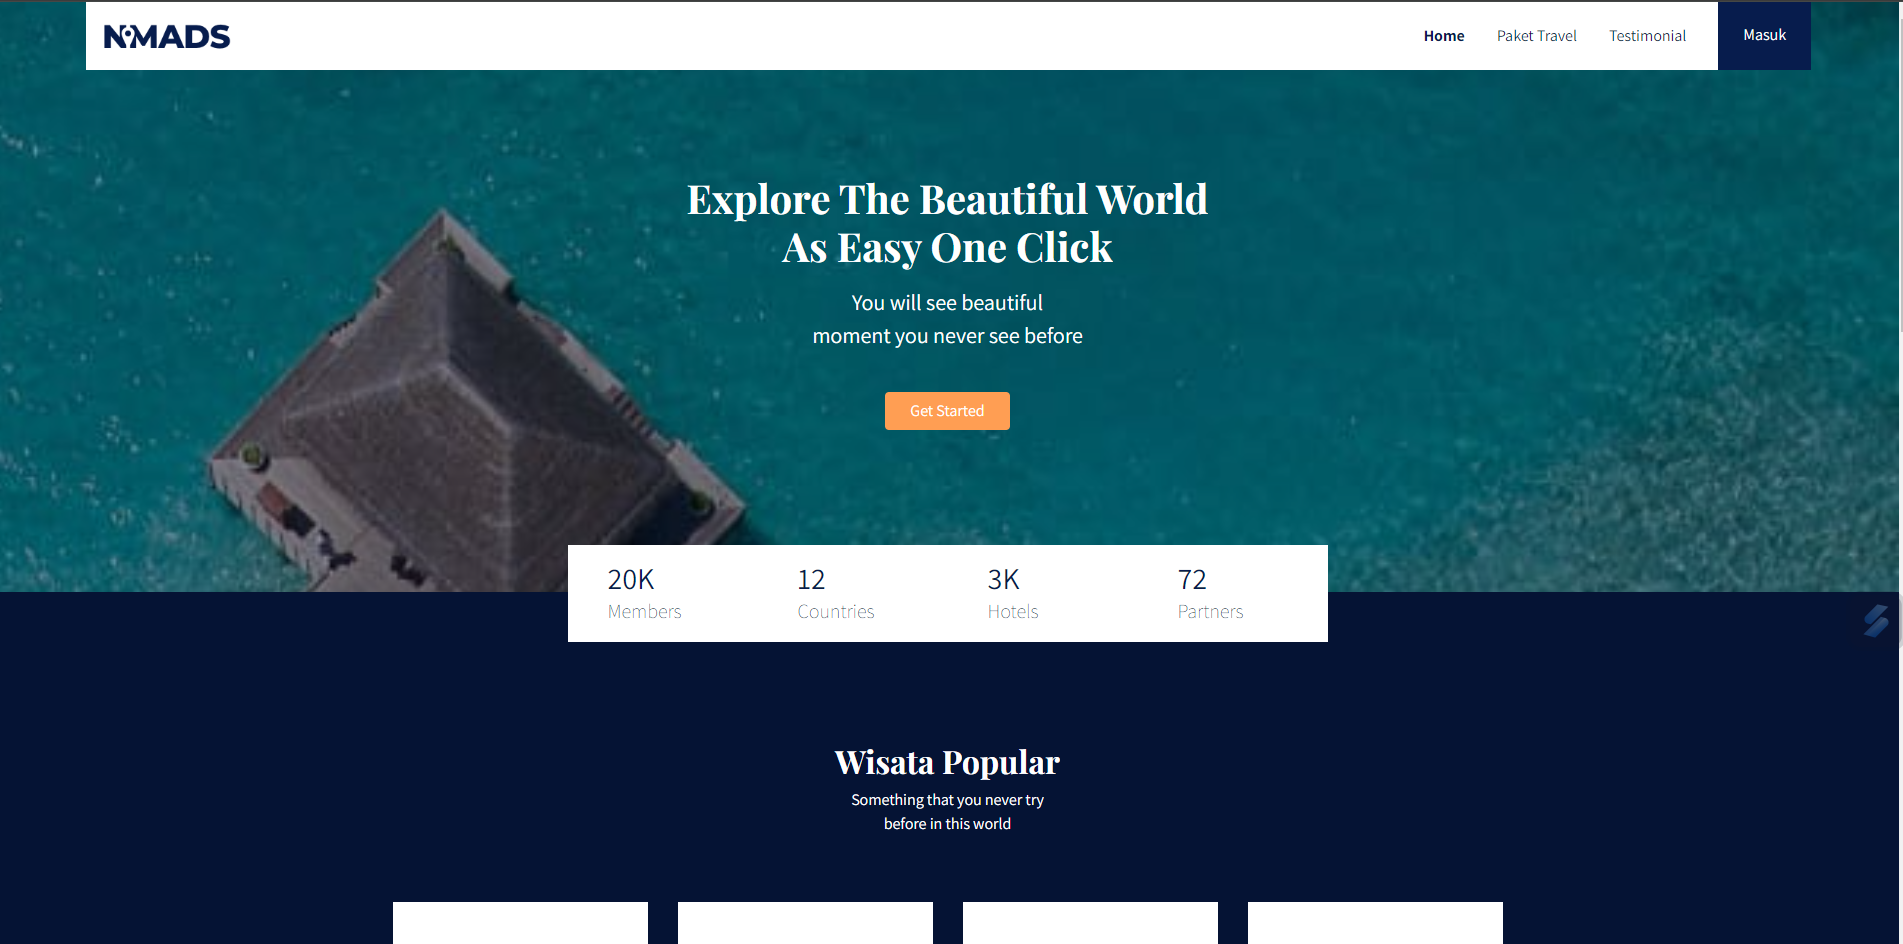 NOMADS
Home
Paket Travel
Testimonial
Masuk
Explore The Beautiful World
As Easy One Click
You will see beautiful
moment you never see before
Get Started
20K
Members
12
Countries
3K
Hotels
72
Partners
Wisata Popular
Something that you never try
before in this world